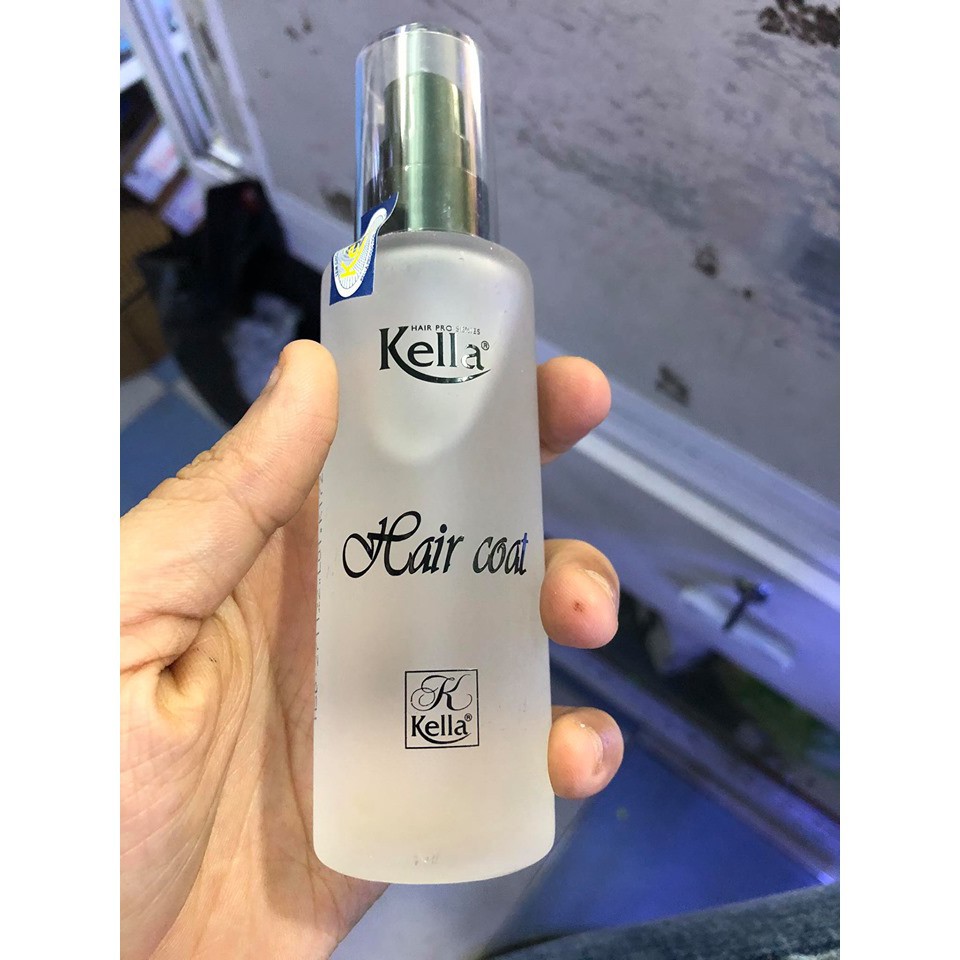 HAIR PRO SERIES
Kella®
Hair coat
K
Kella®